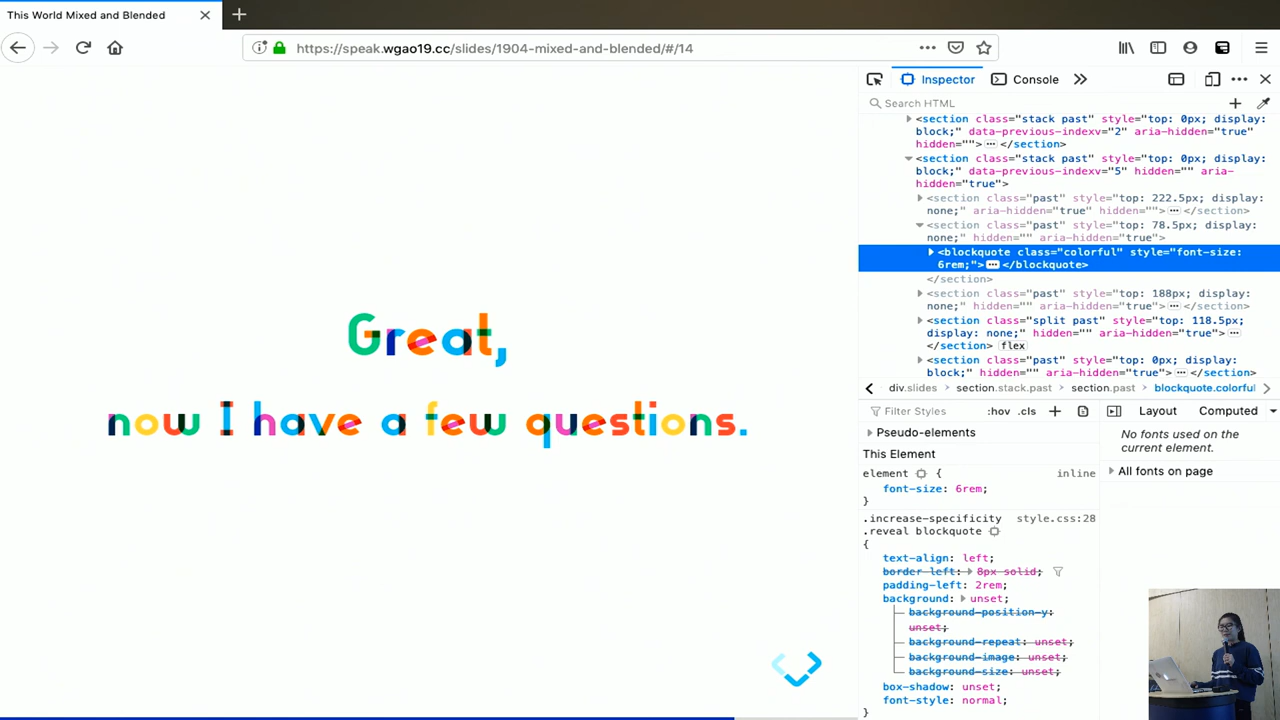 This World Mixed and Blended
https://speak.wgao19.cc/slides/1904-mixed-and-blended/#/14
Inspector
Console
Search HTML
<section class="stack past" style="top: 0px; display:
block;" data-previous-indexv="2" aria-hidden="true"
hidden=""> </section>
<section class="stack past" style="top: 0px; display:
block;" data-previous-indexv="5" hidden="" aria-
hidden="true">
<section class="past" style="top: 222.5px; display:
none;" aria-hidden="true" hidden=""> </section>
<section class="past" style="top: 78.5px; display:
none;" hidden="" aria-hidden="true">
<blockquote class="colorful" style="font-size:
6rem;"> </blockquote>
</section>
<section class="past" style="top: 188px; display:
none;" hidden="" aria-hidden="true"> </section>
<section class="split past" style="top: 118.5px;
display: none;" hidden="" aria-hidden="true">
</section> flex
<section class="past" style="top: 0px; display:
block;" hidden="" aria-hidden="true"> </section>
div.slides section.stack.past section.past blockquote.colorful
Filter Styles
:hov .cls
Layout
Computed
Pseudo-elements
This Element
element { inline
font-size: 6rem;
}
.increase-specificity style.css:28
.reveal blockquote
{
text-align: left;
border-left: 8px solid;
padding-left: 2rem;
background: unset;
background-position-y:
unset;
background-repeat: unset;
background-image: unset;
background-size: unset;
box-shadow: unset;
font-style: normal;
}
No fonts used on the
current element.
All fonts on page
Great,
now I have a few questions.